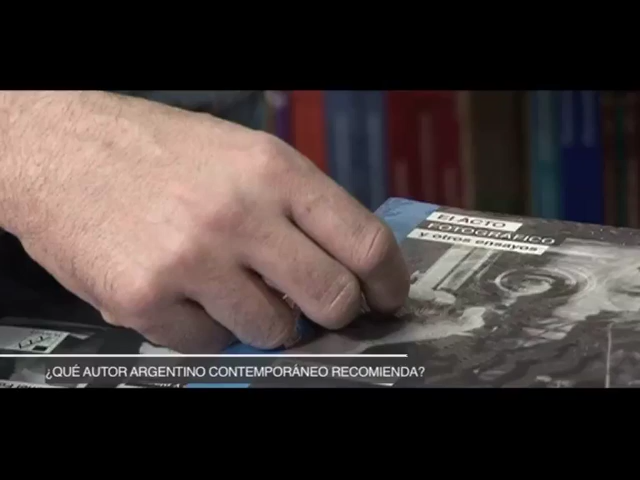 EL ACTO
FOTOGRÁFICO
y otros ensayos
¿QUÉ AUTOR ARGENTINO CONTEMPORÁNEO RECOMIENDA?